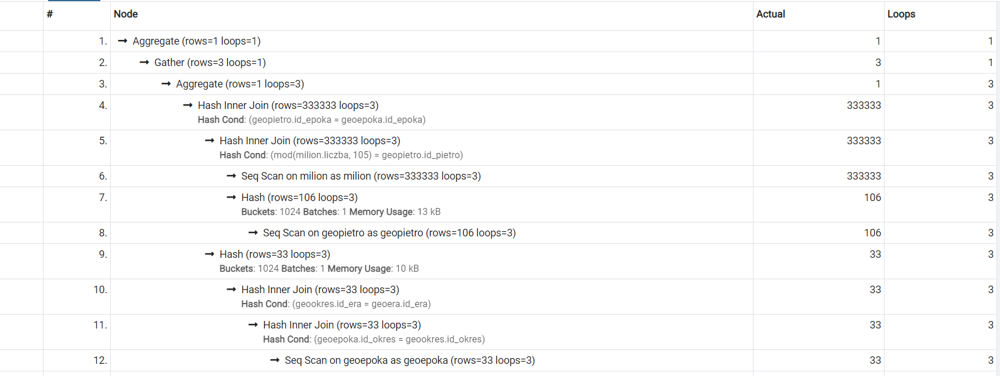 # Node Actual Loops
1. → Aggregate (rows=1 loops=1) 1 1
2. → Gather (rows=3 loops=1) 3 1
3. → Aggregate (rows=1 loops=3) 1 3
4. → Hash Inner Join (rows=333333 loops=3) 333333 3
Hash Cond: (geopietro.id_epoka = geoepoka.id_epoka)
5. → Hash Inner Join (rows=333333 loops=3) 333333 3
Hash Cond: (mod(milion.liczba, 105) = geopietro.id_pietro)
6. → Seq Scan on milion as milion (rows=333333 loops=3) 333333 3
7. → Hash (rows=106 loops=3) 106 3
Buckets: 1024 Batches: 1 Memory Usage: 13 kB
8. → Seq Scan on geopietro as geopietro (rows=106 loops=3) 106 3
9. → Hash (rows=33 loops=3) 33 3
Buckets: 1024 Batches: 1 Memory Usage: 10 kB
10. → Hash Inner Join (rows=33 loops=3) 33 3
Hash Cond: (geookres.id_era = geoera.id_era)
11. → Hash Inner Join (rows=33 loops=3) 33 3
Hash Cond: (geoepoka.id_okres = geookres.id_okres)
12. → Seq Scan on geoepoka as geoepoka (rows=33 loops=3) 33 3